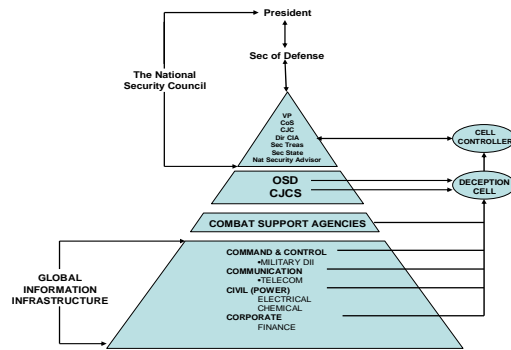 President
Sec of Defense
The National
Security Council
VP
CoS
CJC
Dir CIA
Sec Treas
Sec State
Nat Security Advisor
CELL
CONTROLLER
OSD
CJCS
DECEPTION
CELL
COMBAT SUPPORT AGENCIES
GLOBAL
INFORMATION
INFRASTRUCTURE
COMMAND & CONTROL
•MILITARY DII
COMMUNICATION
•TELECOM
CIVIL (POWER)
ELECTRICAL
CHEMICAL
CORPORATE
FINANCE